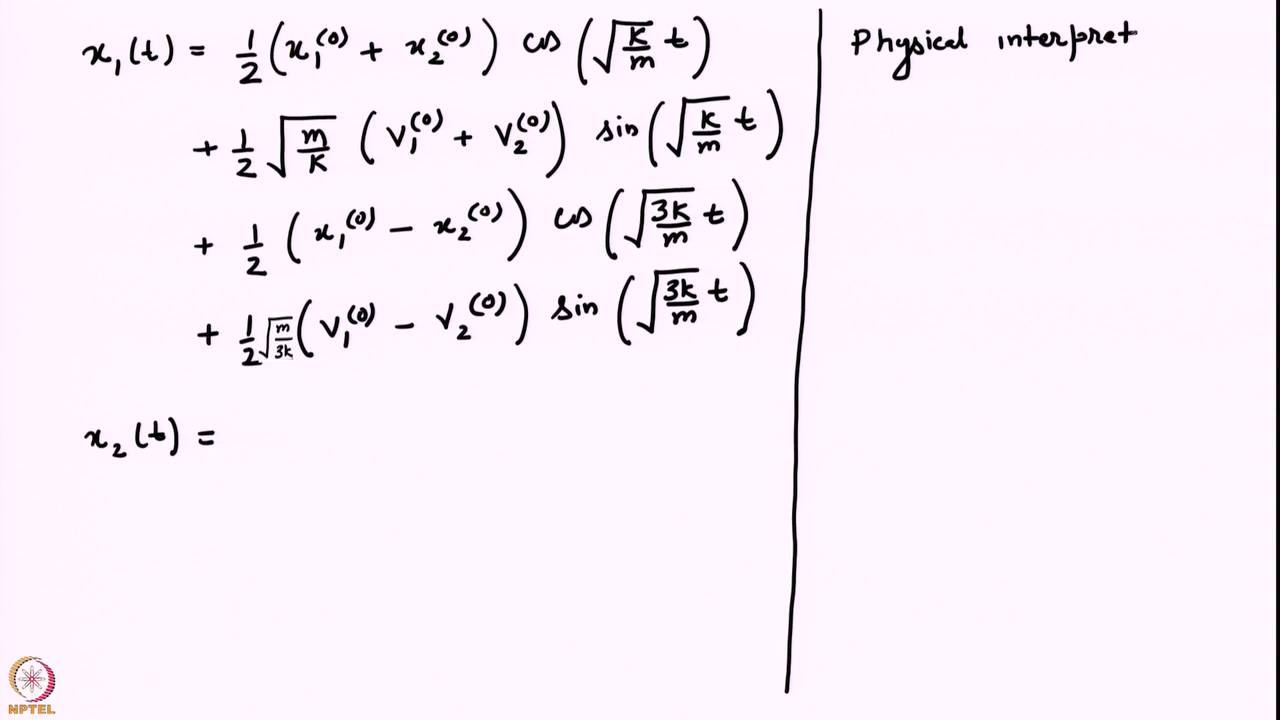 x₁(t) = 1/2 (x₁⁽⁰⁾ + x₂⁽⁰⁾) cos (√(k/m) t)
+ 1/2 √(m/k) (v₁⁽⁰⁾ + v₂⁽⁰⁾) sin (√(k/m) t)
+ 1/2 (x₁⁽⁰⁾ − x₂⁽⁰⁾) cos (√(3k/m) t)
+ 1/2 √(m/3k) (v₁⁽⁰⁾ − v₂⁽⁰⁾) sin (√(3k/m) t)
x₂(t) =
Physical interpret
NPTEL